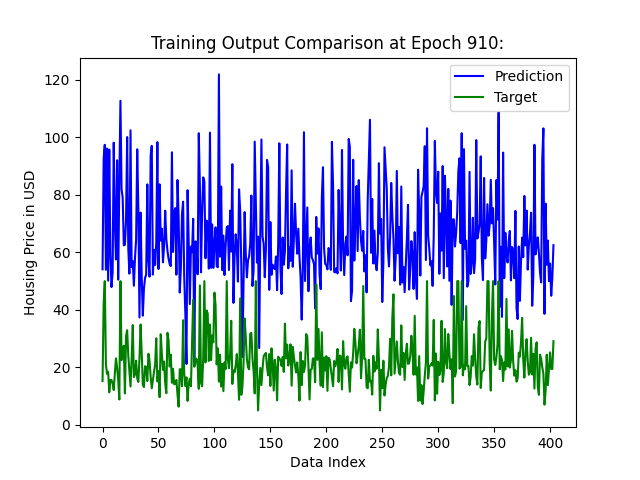 Training Output Comparison at Epoch 910:
Prediction
Target
Housing Price in USD
120
100
80
60
40
20
0
0 50 100 150 200 250 300 350 400
Data Index